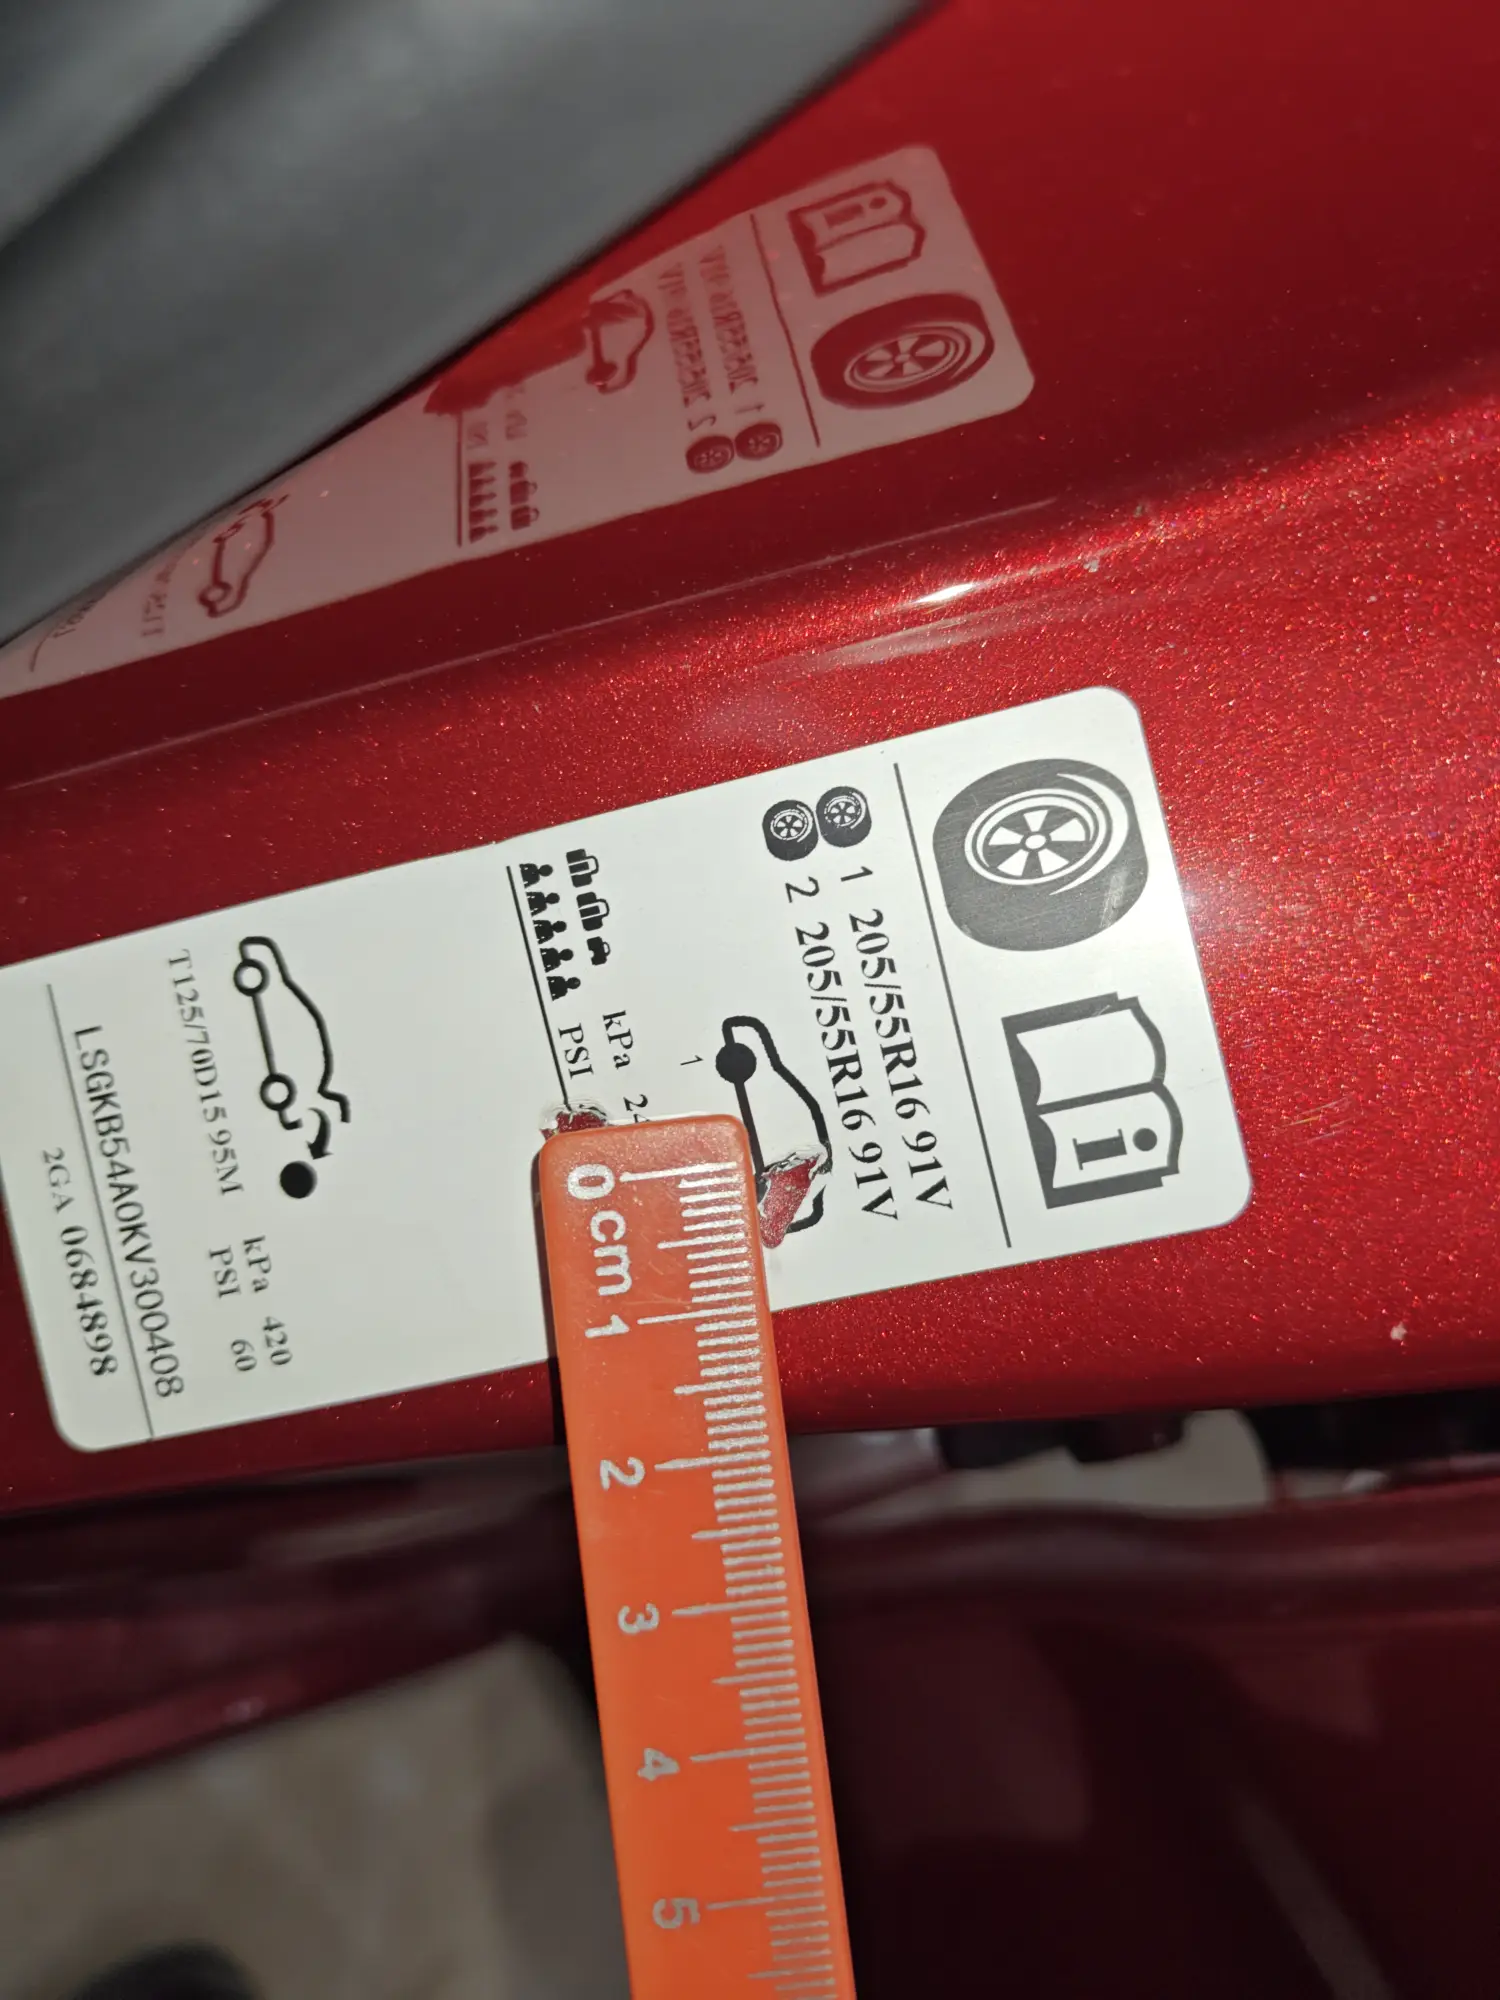 1 205/55R16 91V
2 205/55R16 91V
1
kPa 24
PSI
kPa 420
T125/70D15 95M PSI 60
LSGKB54A0KV300408
2GA 0684898
0 cm 1
2
3
4
5